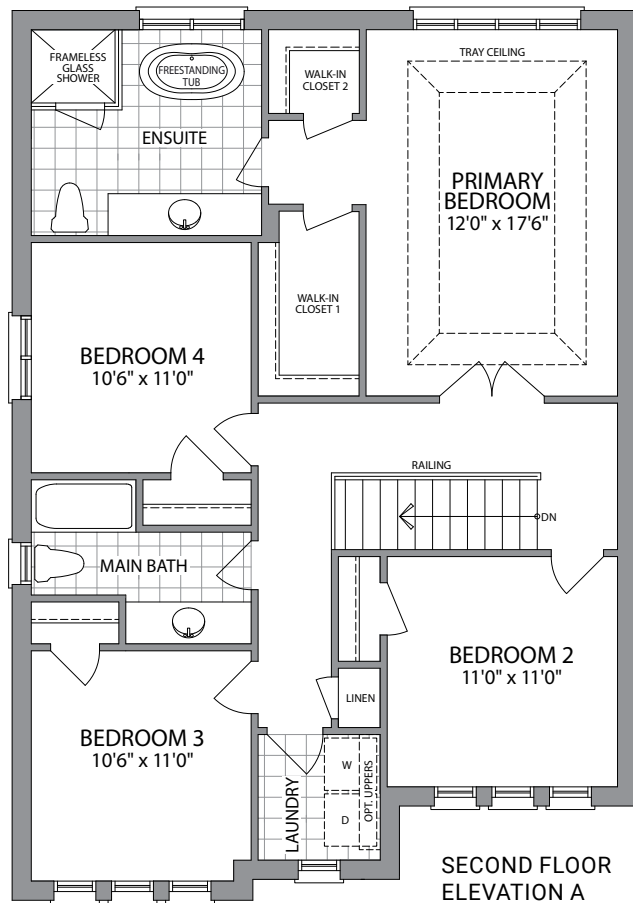 FRAMELESS
GLASS
SHOWER
FREESTANDING
TUB
ENSUITE
WALK-IN
CLOSET 2
TRAY CEILING
PRIMARY
BEDROOM
12'0" x 17'6"
WALK-IN
CLOSET 1
BEDROOM 4
10'6" x 11'0"
RAILING
DN
MAIN BATH
BEDROOM 2
11'0" x 11'0"
LINEN
BEDROOM 3
10'6" x 11'0"
LAUNDRY
W
D
OPT. UPPERS
SECOND FLOOR
ELEVATION A